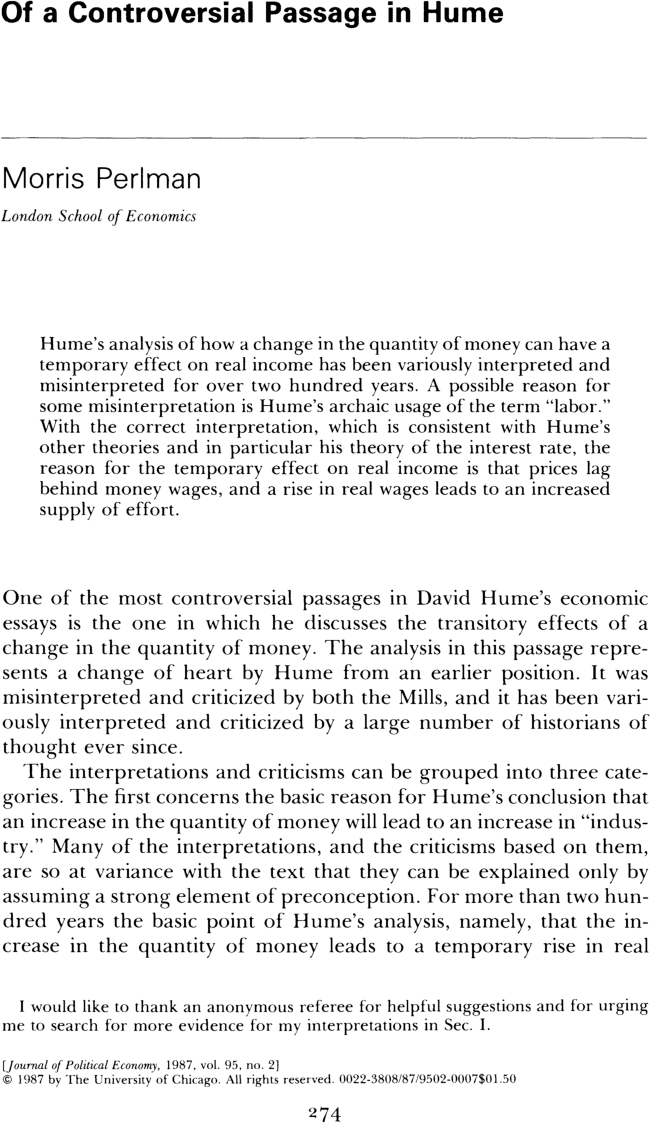 Of a Controversial Passage in Hume
Morris Perlman
London School of Economics
Hume's analysis of how a change in the quantity of money can have a
temporary effect on real income has been variously interpreted and
misinterpreted for over two hundred years. A possible reason for
some misinterpretation is Hume's archaic usage of the term "labor."
With the correct interpretation, which is consistent with Hume's
other theories and in particular his theory of the interest rate, the
reason for the temporary effect on real income is that prices lag
behind money wages, and a rise in real wages leads to an increased
supply of effort.
One of the most controversial passages in David Hume's economic
essays is the one in which he discusses the transitory effects of a
change in the quantity of money. The analysis in this passage repre-
sents a change of heart by Hume from an earlier position. It was
misinterpreted and criticized by both the Mills, and it has been vari-
ously interpreted and criticized by a large number of historians of
thought ever since.
The interpretations and criticisms can be grouped into three cate-
gories. The first concerns the basic reason for Hume's conclusion that
an increase in the quantity of money will lead to an increase in "indus-
try." Many of the interpretations, and the criticisms based on them,
are so at variance with the text that they can be explained only by
assuming a strong element of preconception. For more than two hun-
dred years the basic point of Hume's analysis, namely, that the in-
crease in the quantity of money leads to a temporary rise in real
I would like to thank an anonymous referee for helpful suggestions and for urging
me to search for more evidence for my interpretations in Sec. I.
[Journal of Political Economy, 1987, vol. 95, no. 2]
© 1987 by The University of Chicago. All rights reserved. 0022-3808/87/9502-0007$01.50
274